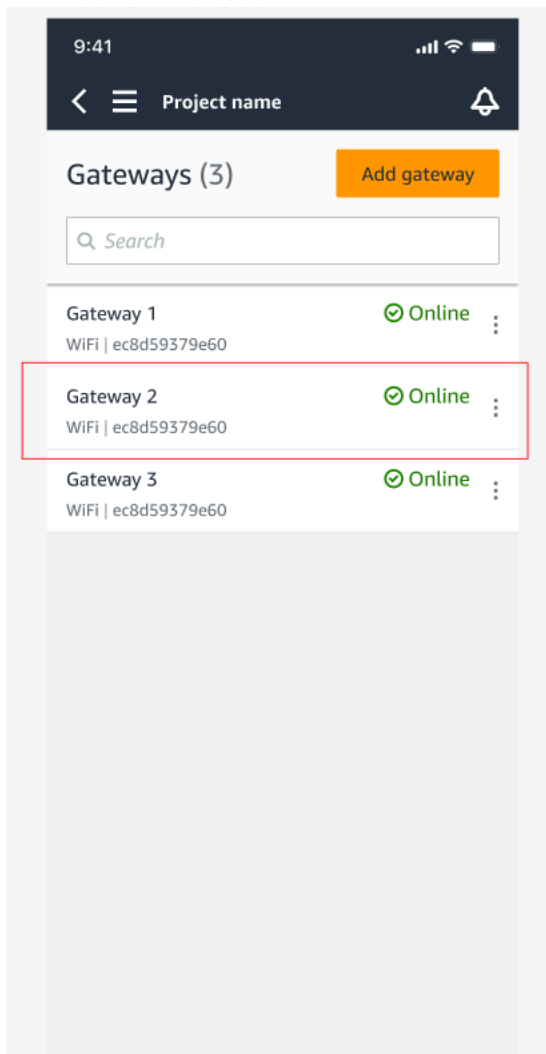 9:41
Project name
Gateways (3)
Add gateway
Search
Gateway 1
Online
WiFi | ec8d59379e60
Gateway 2
Online
WiFi | ec8d59379e60
Gateway 3
Online
WiFi | ec8d59379e60